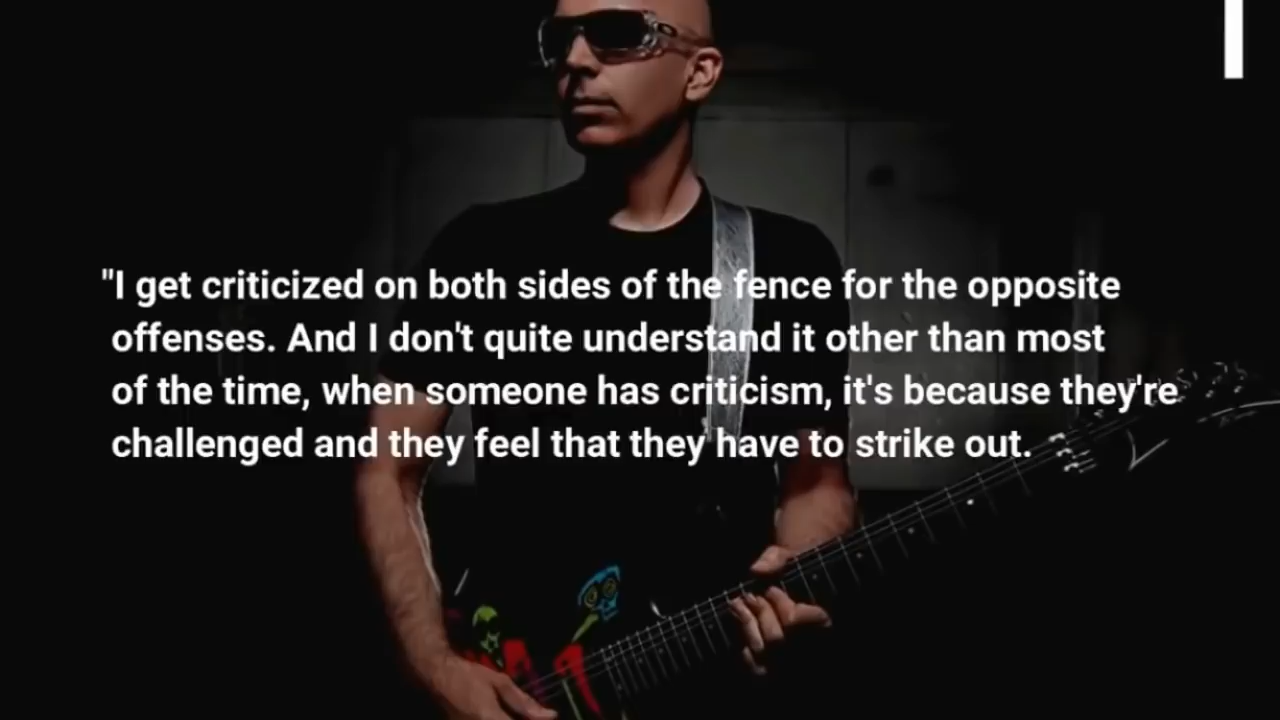 "I get criticized on both sides of the fence for the opposite
offenses. And I don't quite understand it other than most
of the time, when someone has criticism, it's because they're
challenged and they feel that they have to strike out.